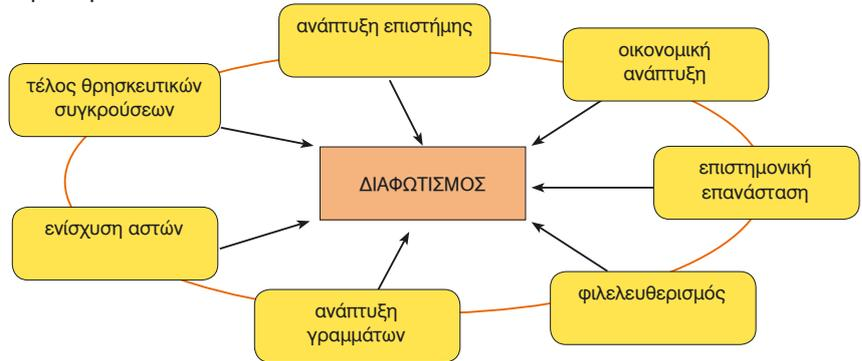 ανάπτυξη επιστήμης
οικονομική
ανάπτυξη
τέλος θρησκευτικών
συγκρούσεων
επιστημονική
επανάσταση
ΔΙΑΦΩΤΙΣΜΟΣ
ενίσχυση αστών
φιλελευθερισμός
ανάπτυξη
γραμμάτων